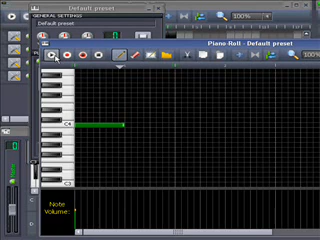 Default preset
GENERAL SETTINGS
Default preset
100%
Piano-Roll - Default preset
100%
C4
C3
Note
Volume: